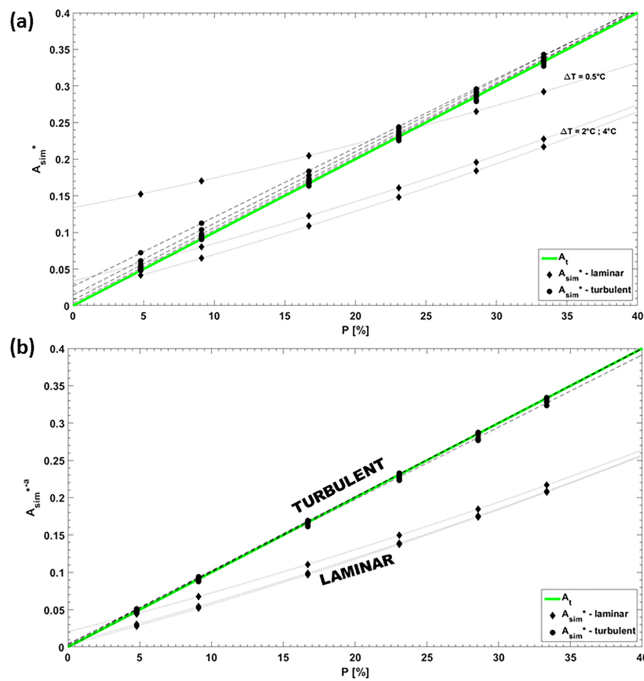 (a)
0.4
0.35
0.3
0.25
0.2
0.15
0.1
0.05
0
A_sim*
ΔT = 0.5°C
ΔT = 2°C ; 4°C
A_t
A_sim* - laminar
A_sim* - turbulent
0 5 10 15 20 25 30 35 40
P [%]
(b)
0.4
0.35
0.3
0.25
0.2
0.15
0.1
0.05
0
A_sim*-a
TURBULENT
LAMINAR
A_t
A_sim* - laminar
A_sim* - turbulent
0 5 10 15 20 25 30 35 40
P [%]